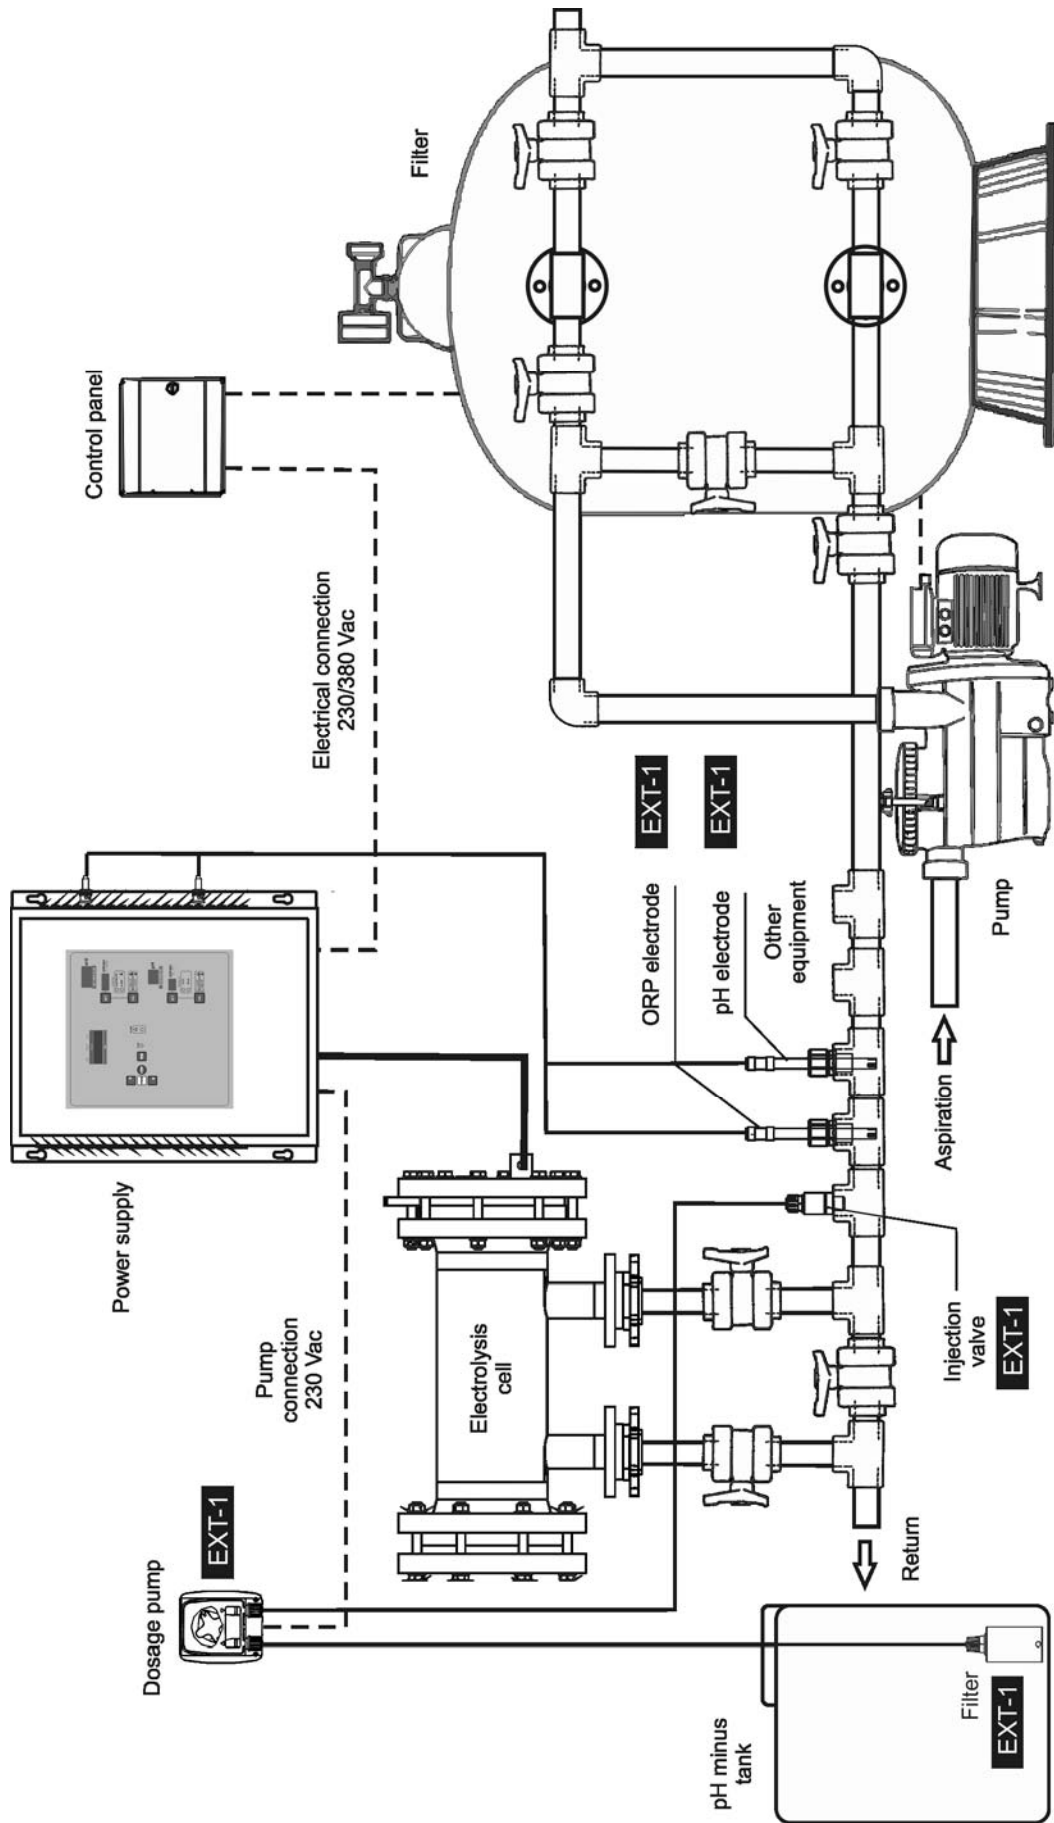 Dosage pump
EXT-1
Pump
connection
230 Vac
Power supply
Electrical connection
230/380 Vac
Control panel
Filter
Electrolysis
cell
EXT-1
EXT-1
ORP electrode
pH electrode
Other
equipment
pH minus
tank
Filter
EXT-1
Return
Injection
valve
EXT-1
Aspiration
Pump